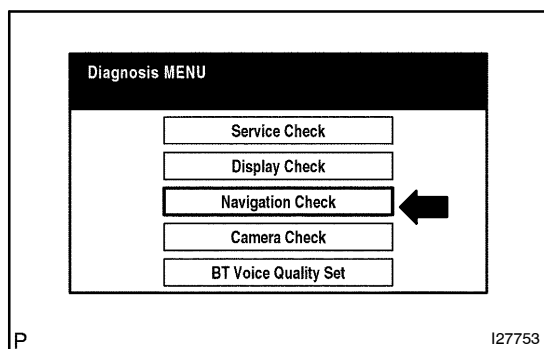 Diagnosis MENU
Service Check
Display Check
Navigation Check
Camera Check
BT Voice Quality Set
P
I27753